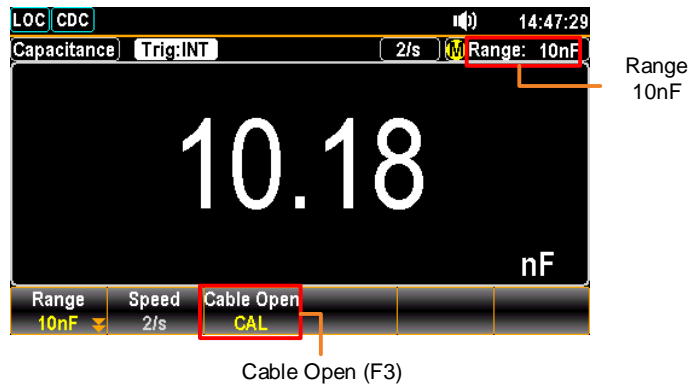 LOC CDC 14:47:29
Capacitance Trig:INT 2/s M Range: 10nF
Range
10nF
10.18
nF
Range Speed Cable Open
10nF 2/s CAL
Cable Open (F3)